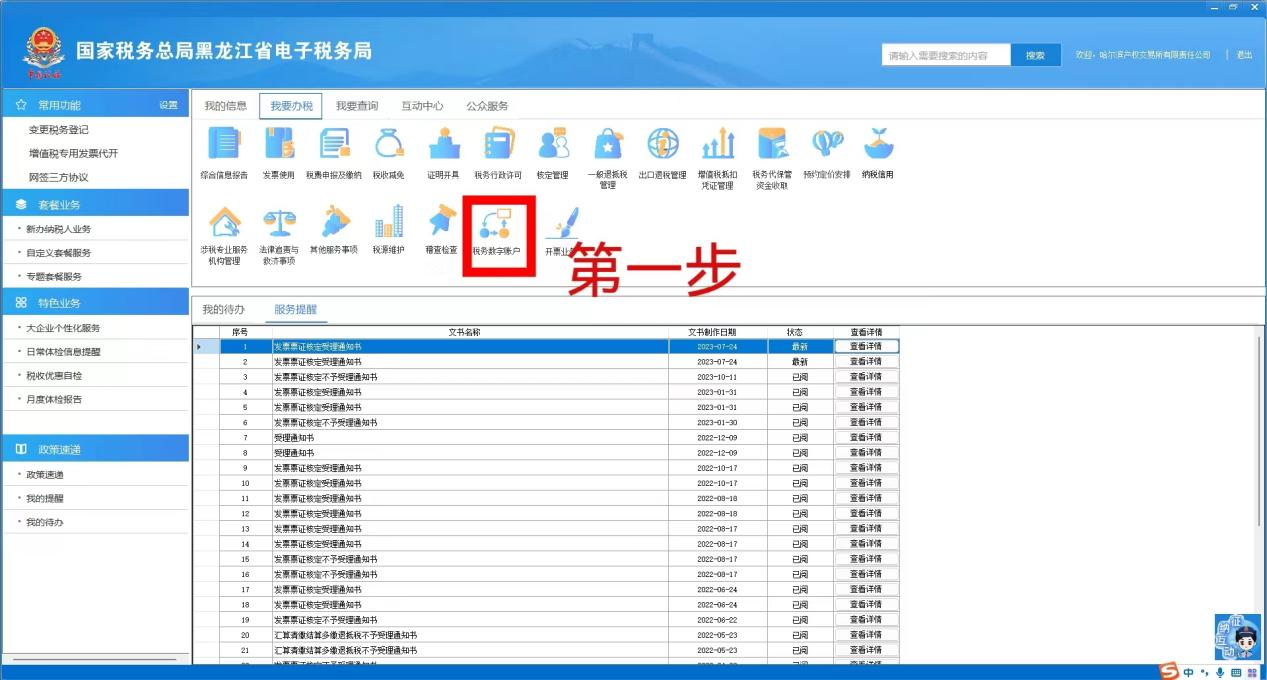 国家税务总局黑龙江省电子税务局
请输入需要搜索的内容 搜索 欢迎，哈尔滨产权交易所有限责任公司 | 退出
常用功能 设置
变更税务登记
增值税专用发票代开
网签三方协议
套餐业务
新办纳税人业务
自定义套餐服务
专题套餐服务
特色业务
大企业个性化服务
日常体检信息提醒
税收优惠自检
月度体检报告
政策速递
政策速递
我的提醒
我的待办
我的信息 我要办税 我要查询 互动中心 公众服务
综合信息报告 发票使用 税费申报及缴纳 税收减免 证明开具 税务行政许可 核定管理 一般退抵税管理 出口退税管理 增值税抵扣凭证管理 税务代保管资金收取 预约定价安排 纳税信用
涉税专业服务机构管理 法律追责与救济事项 其他服务事项 税源维护 稽查检查 税务数字账户 开票业
第一步
我的待办 服务提醒
序号 文书名称 文书制作日期 状态 查看详情
1 发票票证核定受理通知书 2023-07-24 最新 查看详情
2 发票票证核定受理通知书 2023-07-24 最新 查看详情
3 发票票证核定不予受理通知书 2023-10-11 已阅 查看详情
4 发票票证核定受理通知书 2023-01-31 已阅 查看详情
5 发票票证核定受理通知书 2023-01-31 已阅 查看详情
6 发票票证核定不予受理通知书 2023-01-30 已阅 查看详情
7 受理通知书 2022-12-09 已阅 查看详情
8 受理通知书 2022-12-09 已阅 查看详情
9 发票票证核定受理通知书 2022-10-17 已阅 查看详情
10 发票票证核定受理通知书 2022-10-17 已阅 查看详情
11 发票票证核定受理通知书 2022-08-18 已阅 查看详情
12 发票票证核定受理通知书 2022-08-18 已阅 查看详情
13 发票票证核定受理通知书 2022-08-17 已阅 查看详情
14 发票票证核定受理通知书 2022-08-17 已阅 查看详情
15 发票票证核定不予受理通知书 2022-08-17 已阅 查看详情
16 发票票证核定不予受理通知书 2022-08-17 已阅 查看详情
17 发票票证核定受理通知书 2022-06-24 已阅 查看详情
18 发票票证核定受理通知书 2022-06-24 已阅 查看详情
19 发票票证核定不予受理通知书 2022-06-22 已阅 查看详情
20 汇算清缴结算多缴退抵税不予受理通知书 2022-05-23 已阅 查看详情
21 汇算清缴结算多缴退抵税不予受理通知书 2022-05-23 已阅 查看详情
征纳互动
中